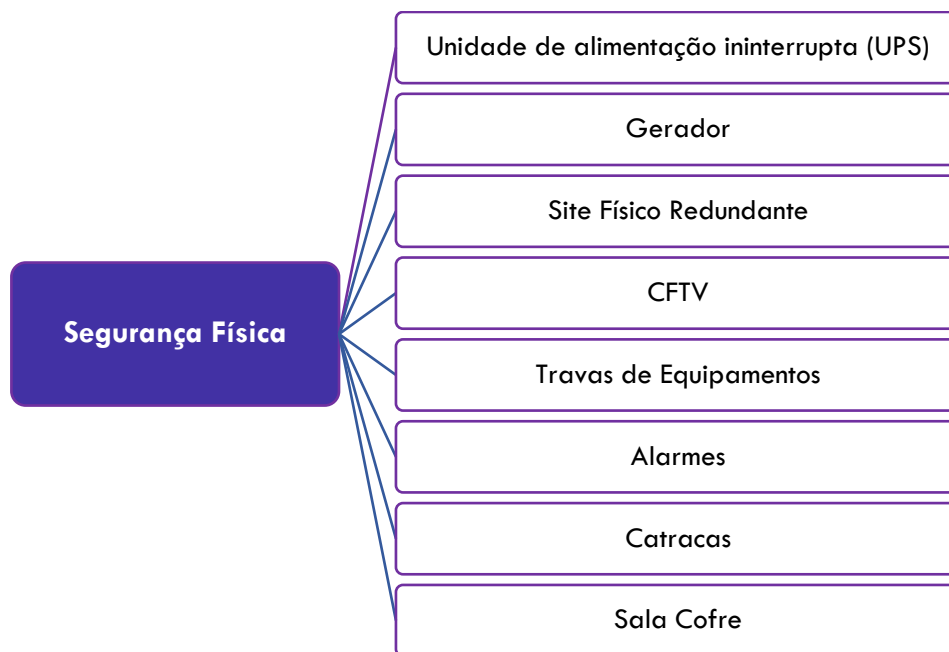 Segurança Física
Unidade de alimentação ininterrupta (UPS)
Gerador
Site Físico Redundante
CFTV
Travas de Equipamentos
Alarmes
Catracas
Sala Cofre